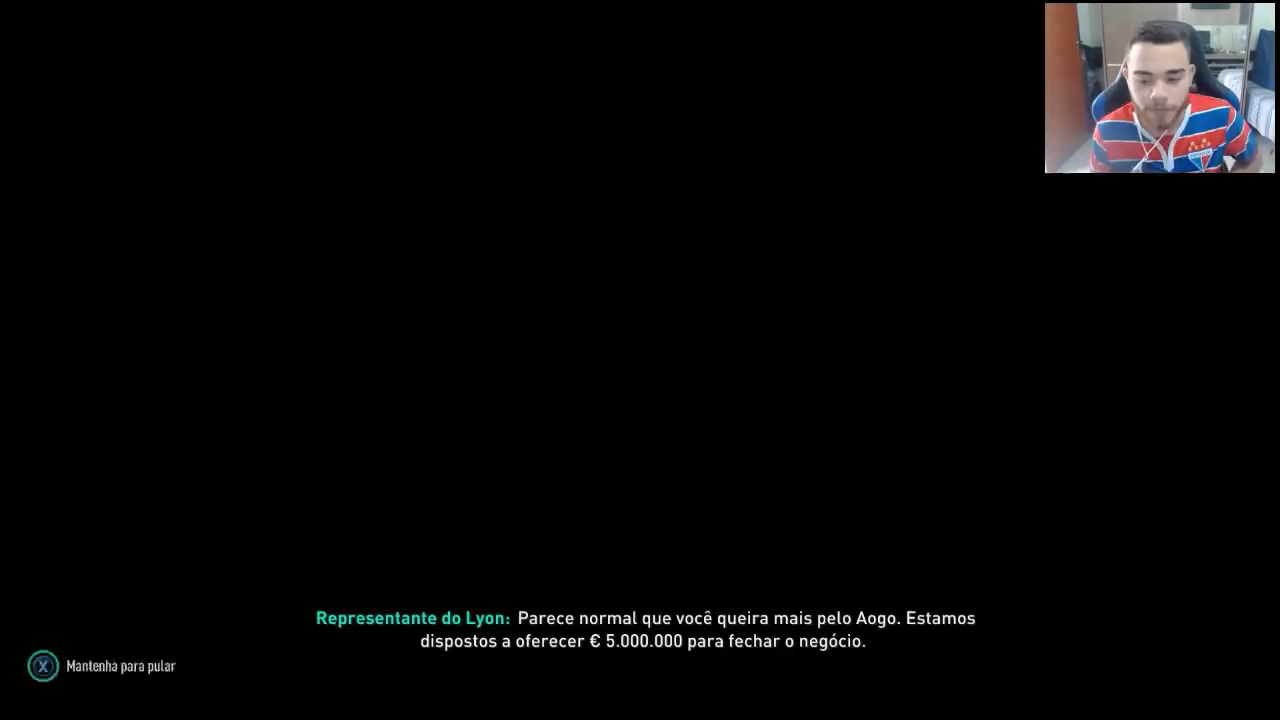 Representante do Lyon: Parece normal que você queira mais pelo Aogo. Estamos
dispostos a oferecer € 5.000.000 para fechar o negócio.
X Mantenha para pular